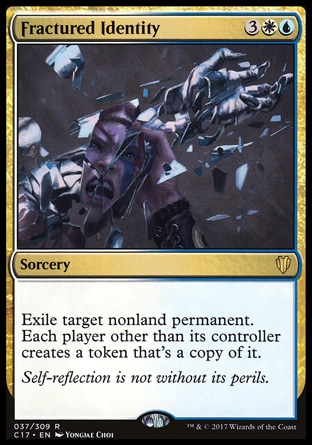 Fractured Identity 3
Sorcery
Exile target nonland permanent.
Each player other than its controller
creates a token that's a copy of it.
Self-reflection is not without its perils.
037/309 R
C17 • EN YONGJAE CHOI
™ & © 2017 Wizards of the Coast